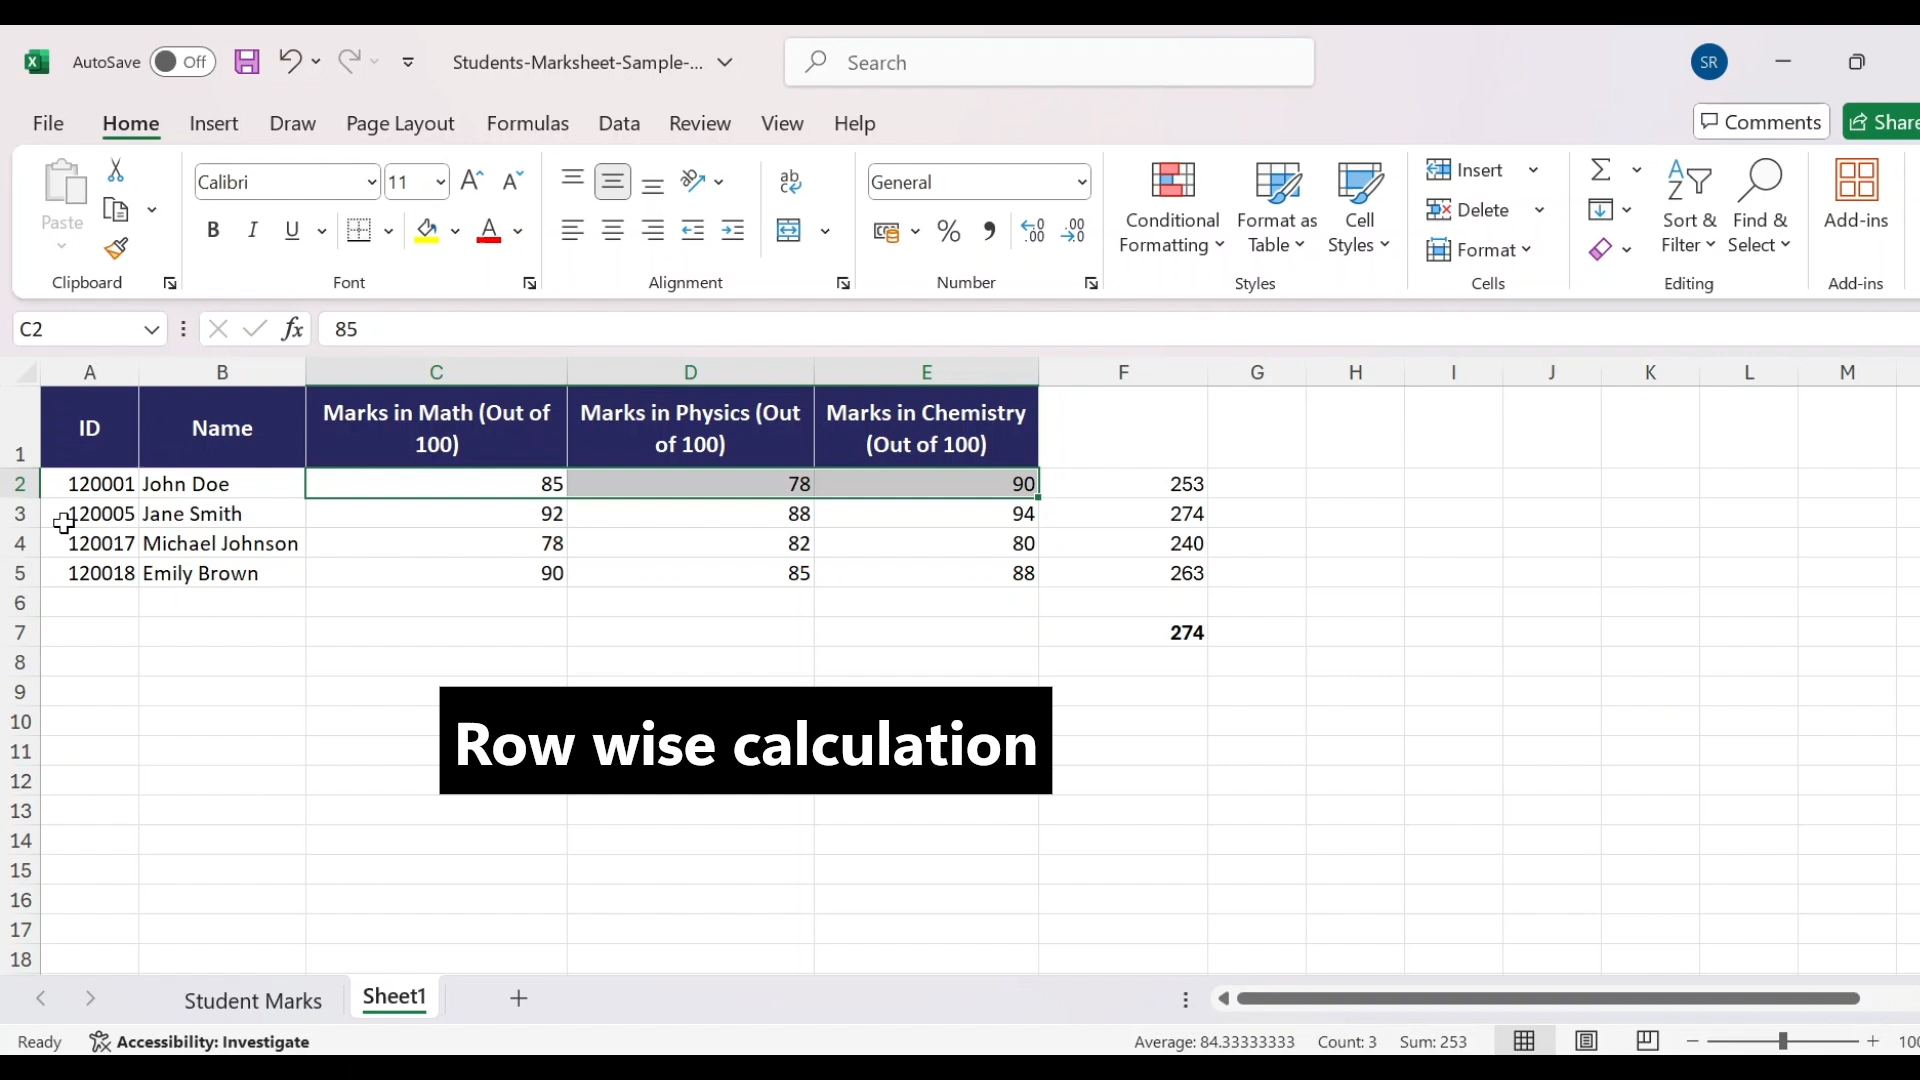 AutoSave Off Students-Marksheet-Sample-... Search SR
File Home Insert Draw Page Layout Formulas Data Review View Help Comments Share
Paste
Calibri 11
B I U A
ab c
General
% , .00 .00
Conditional Formatting
Format as Table
Cell Styles
Insert
Delete
Format
Σ
Sort & Filter
Find & Select
Add-ins
Clipboard Font Alignment Number Styles Cells Editing Add-ins
C2 fx 85
A B C D E F G H I J K L M
1 ID Name Marks in Math (Out of 100) Marks in Physics (Out of 100) Marks in Chemistry (Out of 100)
2 120001 John Doe 85 78 90 253
3 120005 Jane Smith 92 88 94 274
4 120017 Michael Johnson 78 82 80 240
5 120018 Emily Brown 90 85 88 263
6
7 274
8
9
10
Row wise calculation
11
12
13
14
15
16
17
18
Student Marks Sheet1 +
Ready Accessibility: Investigate Average: 84.33333333 Count: 3 Sum: 253 − + 100